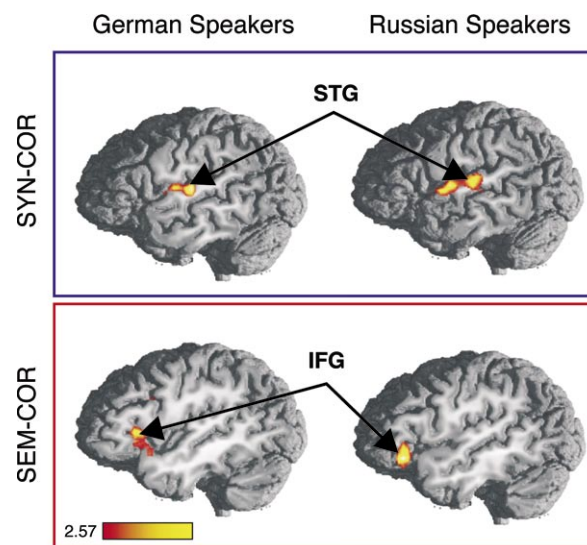 German Speakers
Russian Speakers
SYN-COR
STG
SEM-COR
IFG
2.57